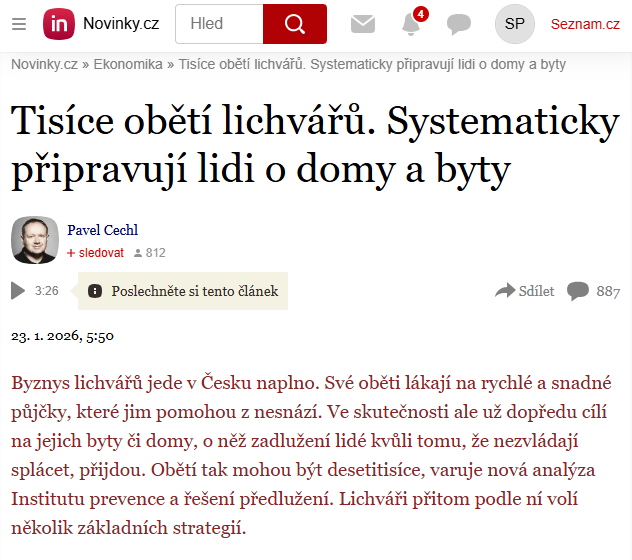 in Novinky.cz Hled 4 SP Seznam.cz
Novinky.cz » Ekonomika » Tisíce obětí lichvářů. Systematicky připravují lidi o domy a byty
Tisíce obětí lichvářů. Systematicky
připravují lidi o domy a byty
Pavel Cechl
+ sledovat 812
3:26 Poslechněte si tento článek Sdílet 887
23. 1. 2026, 5:50
Byznys lichvářů jede v Česku naplno. Své oběti lákají na rychlé a snadné
půjčky, které jim pomohou z nesnází. Ve skutečnosti ale už dopředu cílí
na jejich byty či domy, o něž zadlužení lidé kvůli tomu, že nezvládají
splácet, přijdou. Obětí tak mohou být desetitisíce, varuje nová analýza
Institutu prevence a řešení předlužení. Lichváři přitom podle ní volí
několik základních strategií.